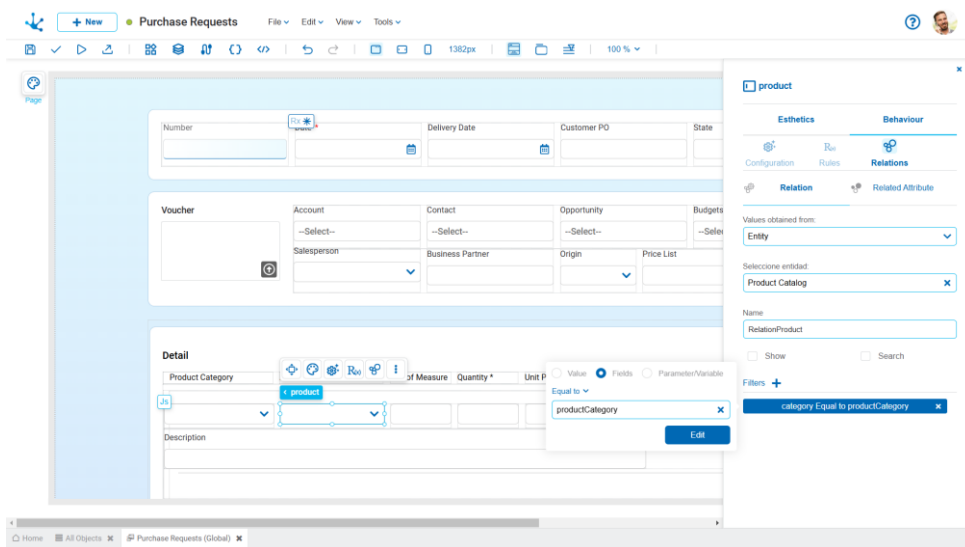 + New
Purchase Requests
File
Edit
View
Tools
1382px
100 %
Page
Number
Rx
Date *
Delivery Date
Customer PO
State
Voucher
Account
Contact
Opportunity
Budgets
--Select--
--Select--
--Select--
--Selec
Salesperson
Business Partner
Origin
Price List
Detail
Product Category
of Measure
Quantity *
Unit P
product
Js
Description
Value
Fields
Parameter/Variable
Equal to
productCategory
Edit
product
Esthetics
Behaviour
Configuration
Rules
Relations
Relation
Related Attribute
Values obtained from:
Entity
Seleccione entidad:
Product Catalog
Name
RelationProduct
Show
Search
Filters +
category Equal to productCategory
Home
All Objects
Purchase Requests (Global)